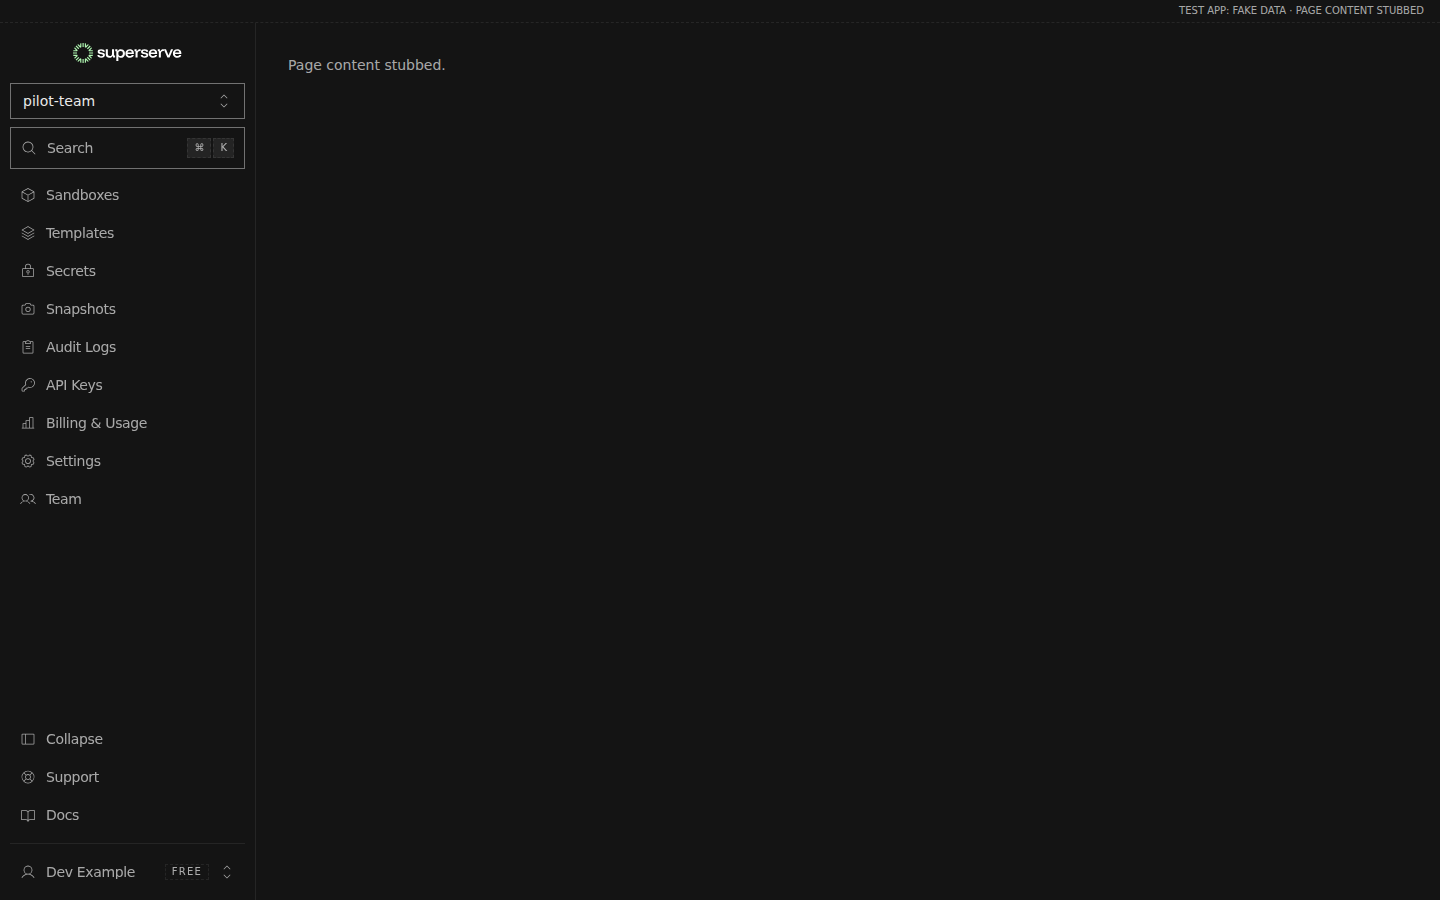 TEST APP: FAKE DATA · PAGE CONTENT STUBBED
superserve
pilot-team
Search ⌘ K
Sandboxes
Templates
Secrets
Snapshots
Audit Logs
API Keys
Billing & Usage
Settings
Team
Collapse
Support
Docs
Dev Example FREE
Page content stubbed.